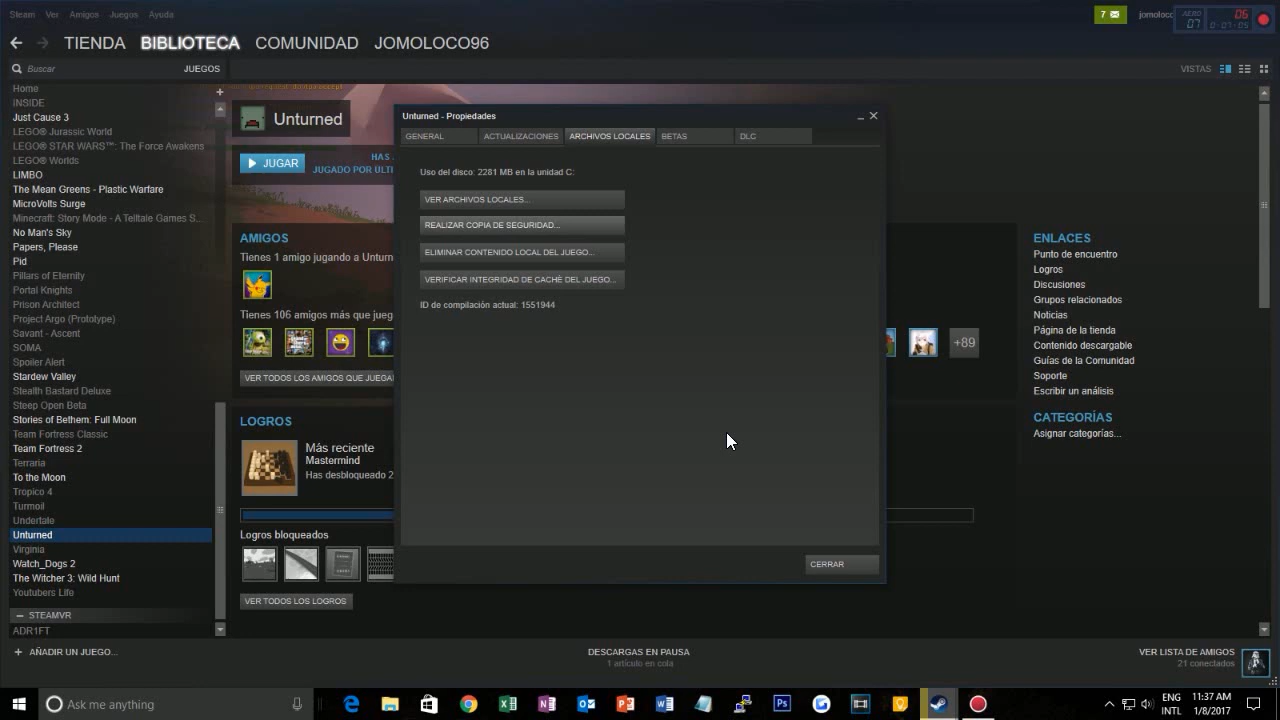 Steam Ver Amigos Juegos Ayuda
7
jomoloco
AERO
07
06
0-07-05
TIENDA BIBLIOTECA COMUNIDAD JOMOLOCO96
Buscar JUEGOS
VISTAS
Home
INSIDE
Just Cause 3
LEGO® Jurassic World
LEGO® STAR WARS™: The Force Awakens
LEGO® Worlds
LIMBO
The Mean Greens - Plastic Warfare
MicroVolts Surge
Minecraft: Story Mode - A Telltale Games S...
No Man's Sky
Papers, Please
Pid
Pillars of Eternity
Portal Knights
Prison Architect
Project Argo (Prototype)
Savant - Ascent
SOMA
Spoiler Alert
Stardew Valley
Stealth Bastard Deluxe
Steep Open Beta
Stories of Bethem: Full Moon
Team Fortress Classic
Team Fortress 2
Terraria
To the Moon
Tropico 4
Turmoil
Undertale
Unturned
Virginia
Watch_Dogs 2
The Witcher 3: Wild Hunt
Youtubers Life
STEAMVR
ADR1FT
Unturned
JUGAR
HAS
JUGADO POR ÚLTI
AMIGOS
Tienes 1 amigo jugando a Unturn
Tienes 106 amigos más que jueg
+89
VER TODOS LOS AMIGOS QUE JUEGA
LOGROS
Más reciente
Mastermind
Has desbloqueado 2
Logros bloqueados
VER TODOS LOS LOGROS
Unturned - Propiedades
GENERAL ACTUALIZACIONES ARCHIVOS LOCALES BETAS DLC
Uso del disco: 2281 MB en la unidad C:
VER ARCHIVOS LOCALES...
REALIZAR COPIA DE SEGURIDAD...
ELIMINAR CONTENIDO LOCAL DEL JUEGO...
VERIFICAR INTEGRIDAD DE CACHÉ DEL JUEGO...
ID de compilación actual: 1551944
CERRAR
ENLACES
Punto de encuentro
Logros
Discusiones
Grupos relacionados
Noticias
Página de la tienda
Contenido descargable
Guías de la Comunidad
Soporte
Escribir un análisis
CATEGORÍAS
Asignar categorías...
AÑADIR UN JUEGO...
DESCARGAS EN PAUSA
1 artículo en cola
VER LISTA DE AMIGOS
21 conectados
Ask me anything
ENG
INTL
11:37 AM
1/8/2017